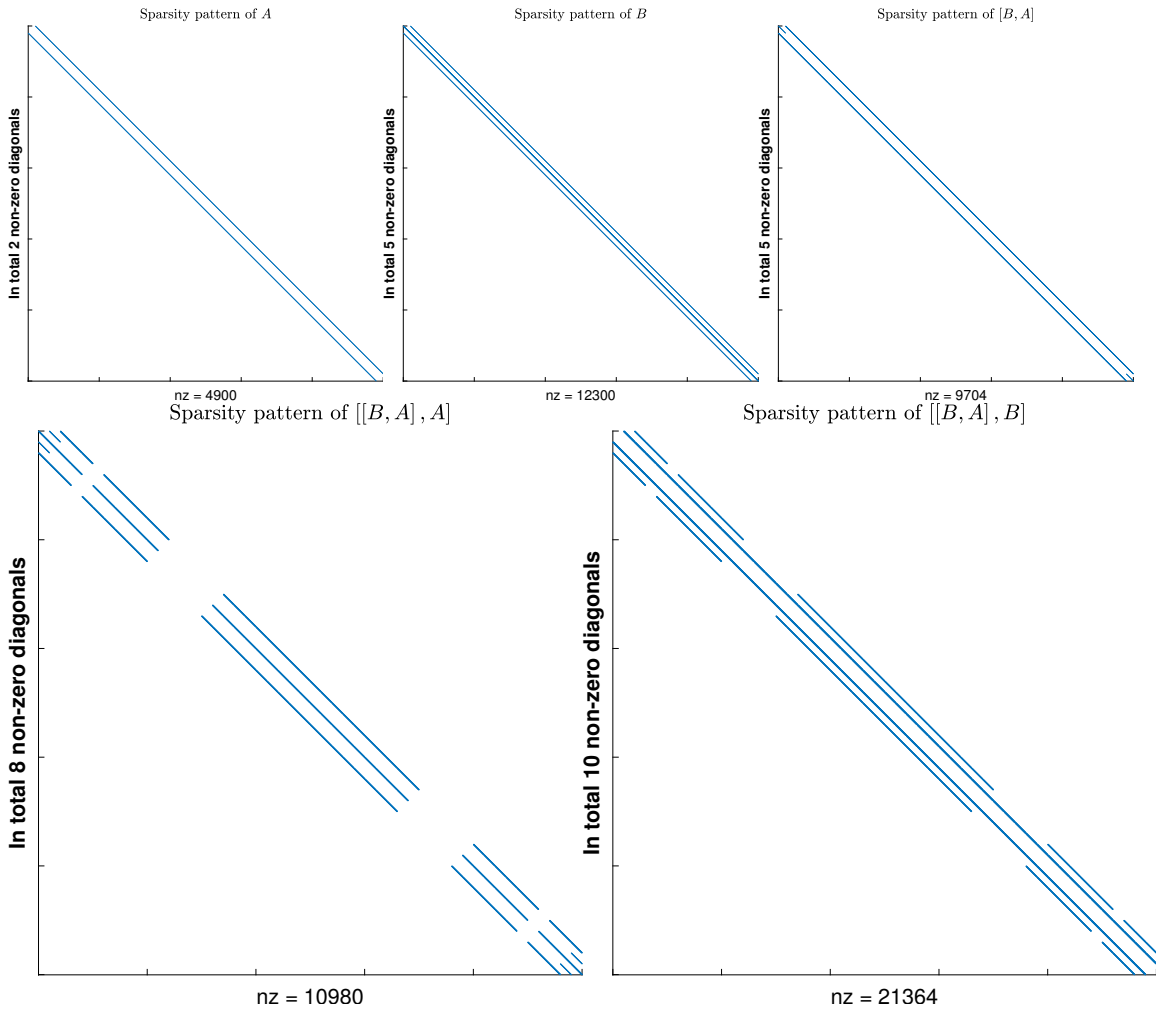 Sparsity pattern of A
In total 2 non-zero diagonals
nz = 4900
Sparsity pattern of B
In total 5 non-zero diagonals
nz = 12300
Sparsity pattern of [B, A]
In total 5 non-zero diagonals
nz = 9704
Sparsity pattern of [[B, A] , A]
In total 8 non-zero diagonals
nz = 10980
Sparsity pattern of [[B, A] , B]
In total 10 non-zero diagonals
nz = 21364